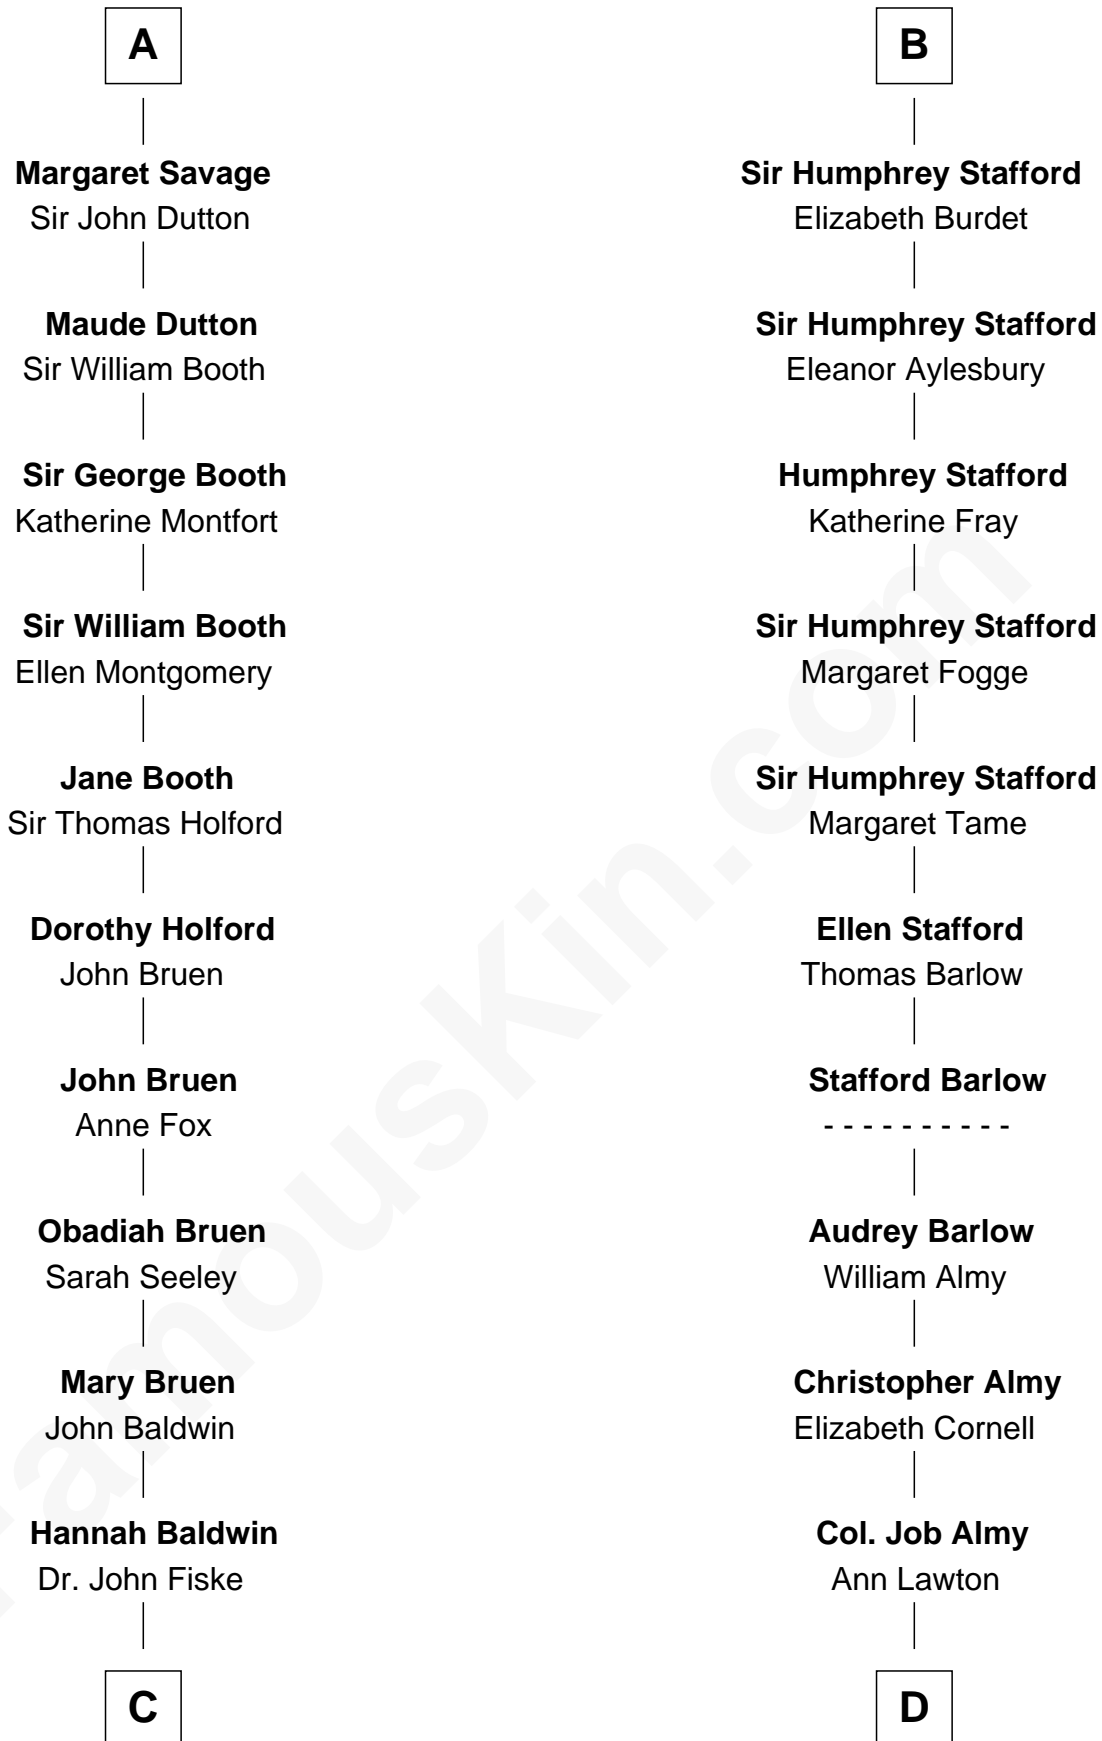 A
Margaret Savage
Sir John Dutton
Maude Dutton
Sir William Booth
Sir George Booth
Katherine Montfort
Sir William Booth
Ellen Montgomery
Jane Booth
Sir Thomas Holford
Dorothy Holford
John Bruen
John Bruen
Anne Fox
Obadiah Bruen
Sarah Seeley
Mary Bruen
John Baldwin
Hannah Baldwin
Dr. John Fiske
C
B
Sir Humphrey Stafford
Elizabeth Burdet
Sir Humphrey Stafford
Eleanor Aylesbury
Humphrey Stafford
Katherine Fray
Sir Humphrey Stafford
Margaret Fogge
Sir Humphrey Stafford
Margaret Tame
Ellen Stafford
Thomas Barlow
Stafford Barlow
- - - - - - - - - -
Audrey Barlow
William Almy
Christopher Almy
Elizabeth Cornell
Col. Job Almy
Ann Lawton
D
FamousKin.com